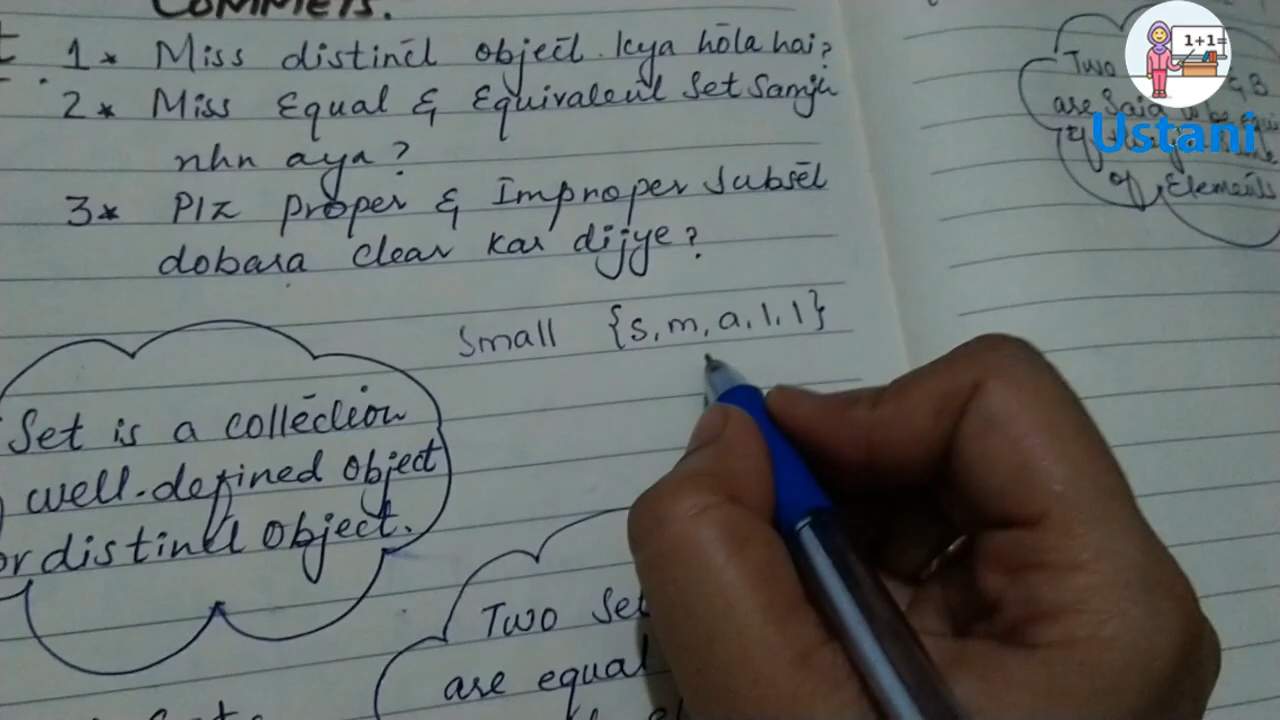 COMMETS.
1* Miss distinct object kya hota hai?
2* Miss Equal & Equivalent Set Samjh
nhn aya?
3* Plz proper & Improper Subset
dobara clear kar dijye?
Small {s, m, a, l, l}
Set is a collection
well-defined object
or distinct object.
Two Set
are equal
Two
& B
are Said
of Elements
1+1=
Ustani